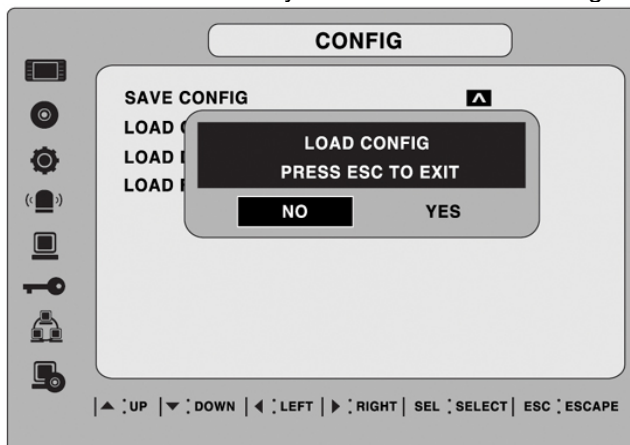 CONFIG
SAVE CONFIG
LOAD
LOAD
LOAD
LOAD CONFIG
PRESS ESC TO EXIT
NO YES
▲ : UP | ▼ : DOWN | ◀ : LEFT | ▶ : RIGHT | SEL : SELECT | ESC : ESCAPE